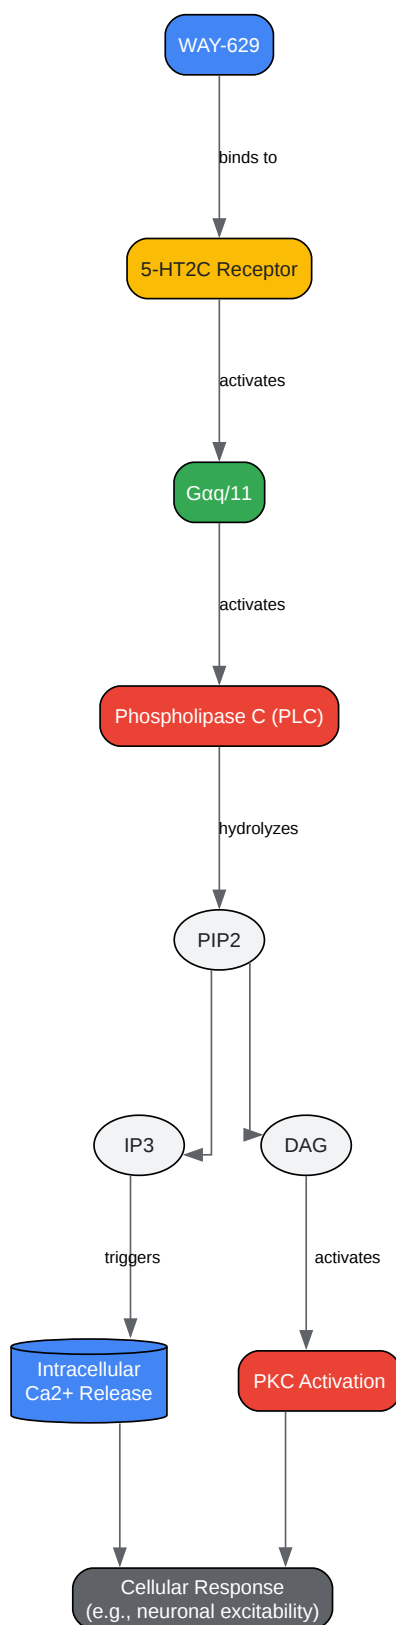 WAY-629
binds to
5-HT2C Receptor
activates
Gαq/11
activates
Phospholipase C (PLC)
hydrolyzes
PIP2
IP3
DAG
triggers
activates
Intracellular
Ca2+ Release
PKC Activation
Cellular Response
(e.g., neuronal excitability)